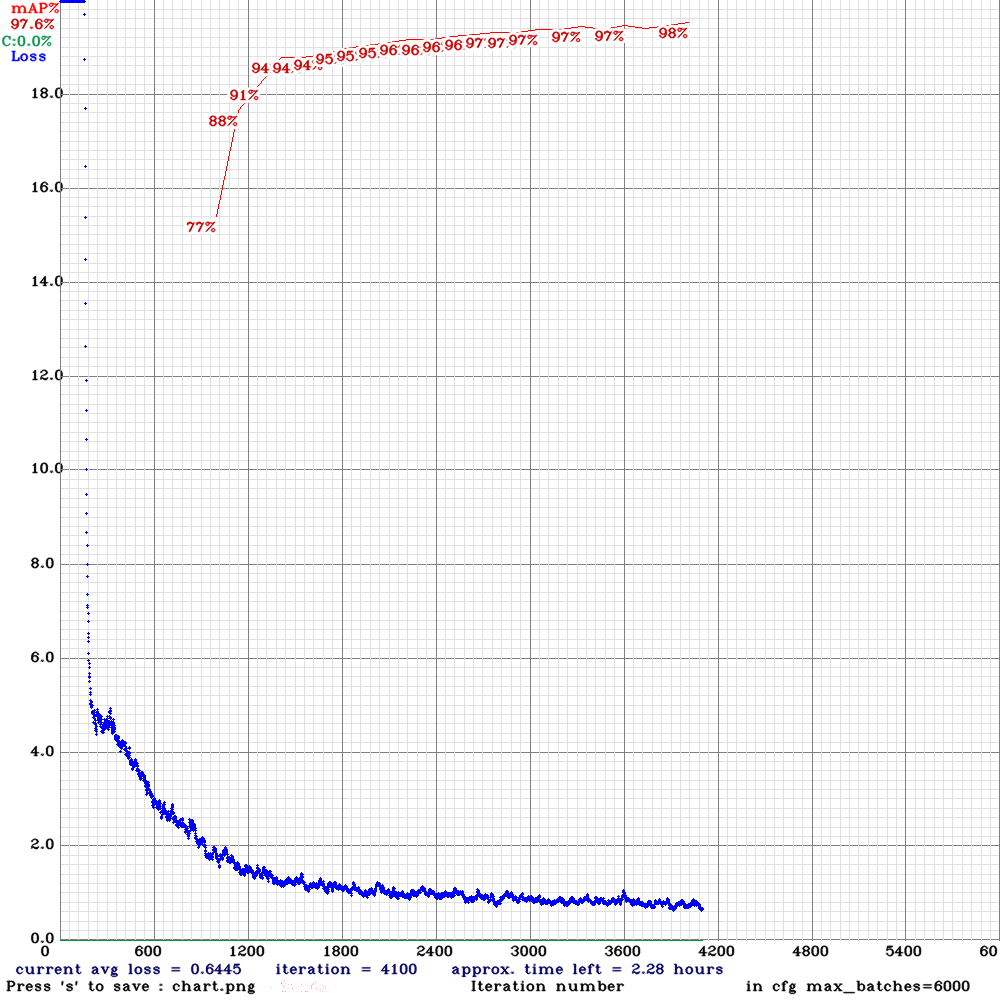 mAP%
97.6%
C:0.0%
Loss
18.0
16.0
14.0
12.0
10.0
8.0
6.0
4.0
2.0
0.0
77%
88%
91%
94 94 94% 95 95 95 96 96 96 96 97 97 97% 97% 97% 98%
600 1200 1800 2400 3000 3600 4200 4800 5400 60
current avg loss = 0.6445 iteration = 4100 approx. time left = 2.28 hours
Press 's' to save : chart.png Iteration number in cfg max_batches=6000